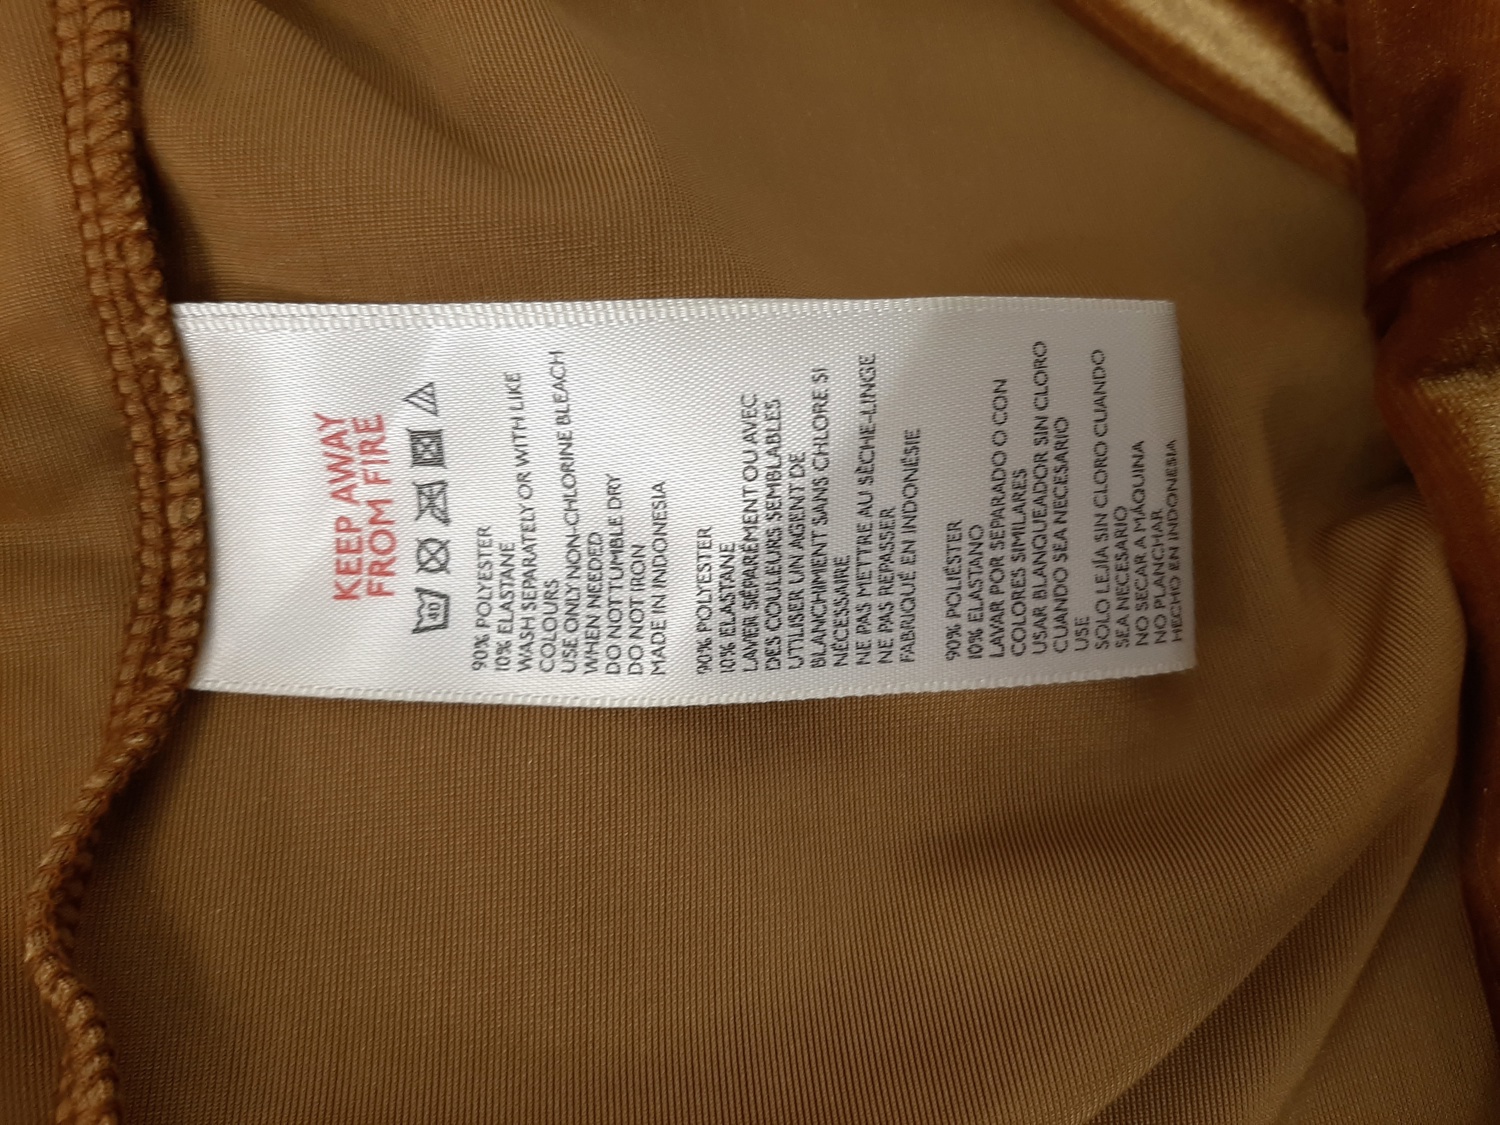 KEEP AWAY
FROM FIRE
40
90% POLYESTER
10% ELASTANE
WASH SEPARATELY OR WITH LIKE
COLOURS
USE ONLY NON-CHLORINE BLEACH
WHEN NEEDED
DO NOT TUMBLE DRY
DO NOT IRON
MADE IN INDONESIA
90% POLYESTER
10% ELASTANE
LAVER SÉPARÉMENT OU AVEC
DES COULEURS SEMBLABLES
UTILISER UN AGENT DE
BLANCHIMENT SANS CHLORE SI
NÉCESSAIRE
NE PAS METTRE AU SÈCHE-LINGE
NE PAS REPASSER
FABRIQUÉ EN INDONÉSIE
90% POLIÉSTER
10% ELASTANO
LAVAR POR SEPARADO O CON
COLORES SIMILARES
USAR BLANQUEADOR SIN CLORO
CUANDO SEA NECESARIO
USE
SOLO LEJÍA SIN CLORO CUANDO
SEA NECESARIO
NO SECAR A MÁQUINA
NO PLANCHAR
HECHO EN INDONESIA